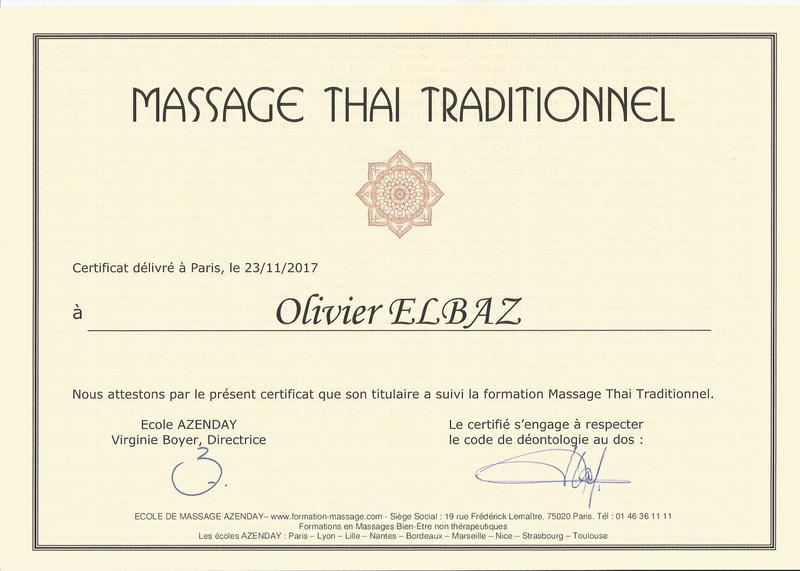 MASSAGE THAI TRADITIONNEL
Certificat délivré à Paris, le 23/11/2017
à Olivier ELBAZ
Nous attestons par le présent certificat que son titulaire a suivi la formation Massage Thai Traditionnel.
Ecole AZENDAY
Virginie Boyer, Directrice
Le certifié s'engage à respecter
le code de déontologie au dos :
ECOLE DE MASSAGE AZENDAY– www.formation-massage.com - Siège Social : 19 rue Frédérick Lemaître, 75020 Paris. Tél : 01 46 36 11 11
Formations en Massages Bien-Etre non thérapeutiques
Les écoles AZENDAY : Paris – Lyon – Lille – Nantes – Bordeaux – Marseille – Nice – Strasbourg – Toulouse